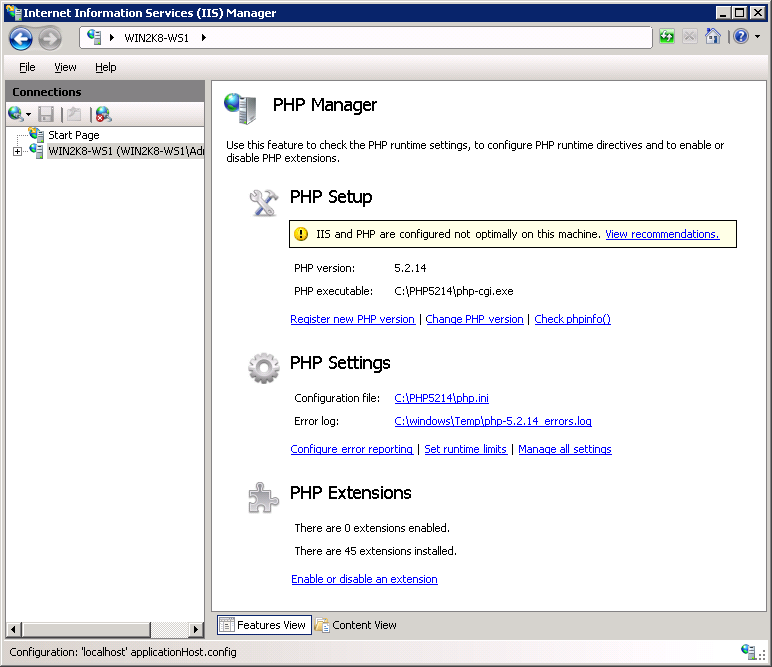 Internet Information Services (IIS) Manager
WIN2K8-WS1
File View Help
Connections
Start Page
WIN2K8-WS1 (WIN2K8-WS1\Adr
PHP Manager
Use this feature to check the PHP runtime settings, to configure PHP runtime directives and to enable or
disable PHP extensions.
PHP Setup
IIS and PHP are configured not optimally on this machine. View recommendations.
PHP version: 5.2.14
PHP executable: C:\PHP5214\php-cgi.exe
Register new PHP version | Change PHP version | Check phpinfo()
PHP Settings
Configuration file: C:\PHP5214\php.ini
Error log: C:\windows\Temp\php-5.2.14_errors.log
Configure error reporting | Set runtime limits | Manage all settings
PHP Extensions
There are 0 extensions enabled.
There are 45 extensions installed.
Enable or disable an extension
Features View Content View
Configuration: 'localhost' applicationHost.config